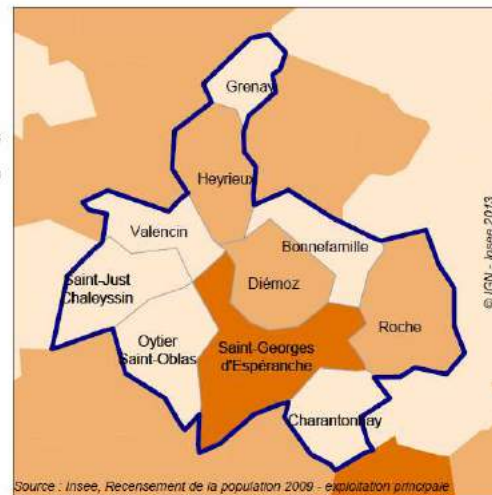 Grenay
Heyrieux
Valencin
Bonnefamille
Saint-Just
Chaleyssin
Diémoz
Roche
Oytier
Saint-Oblas
Saint-Georges
d'Espéranche
Charantonnay
© IGN - Insee 2013
Source : Insee, Recensement de la population 2009 - exploitation principale